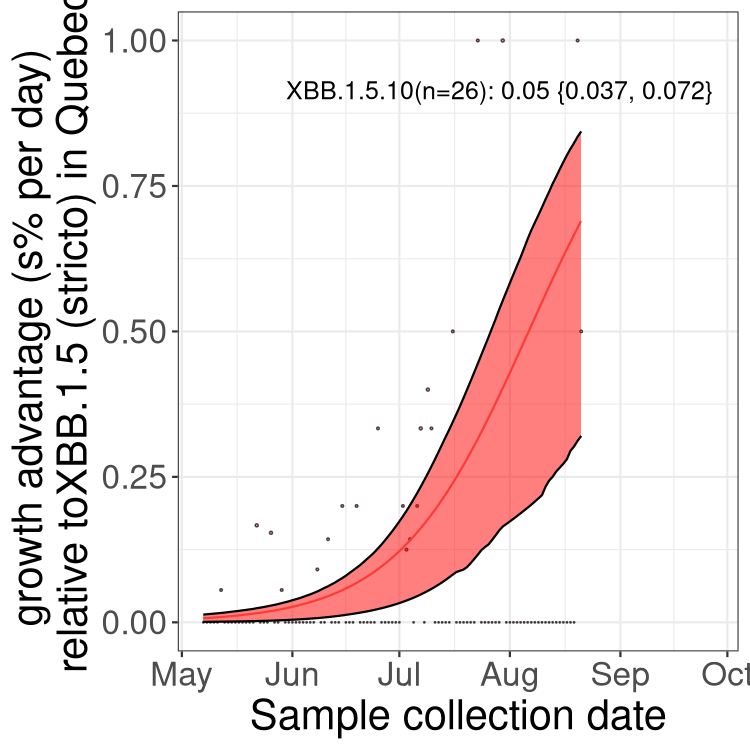 growth advantage (s% per day)
relative toXBB.1.5 (stricto) in Quebec
1.00
0.75
0.50
0.25
0.00
XBB.1.5.10(n=26): 0.05 {0.037, 0.072}
May Jun Jul Aug Sep Oct
Sample collection date